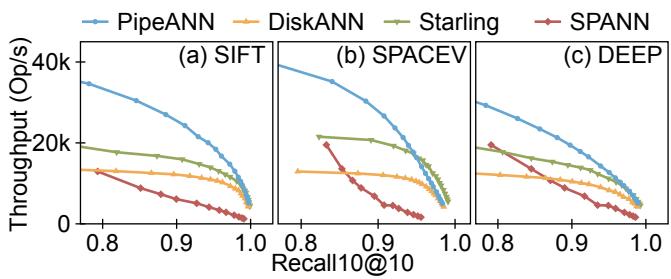 PipeANN DiskANN Starling SPANN
(a) SIFT (b) SPACEV (c) DEEP
Throughput (Op/s)
40k
20k
0
0.8 0.9 1.0 0.8 0.9 1.0 0.8 0.9 1.0
Recall10@10